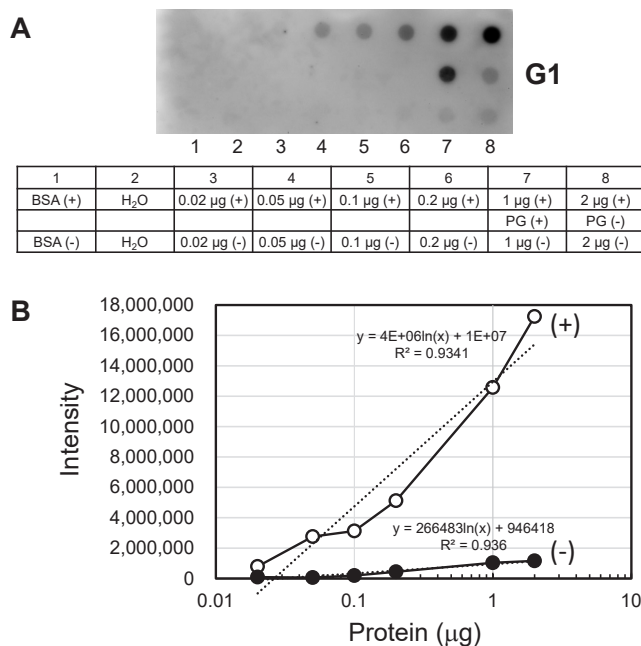 A
G1
1 2 3 4 5 6 7 8
1 2 3 4 5 6 7 8
BSA (+) H₂O 0.02 µg (+) 0.05 µg (+) 0.1 µg (+) 0.2 µg (+) 1 µg (+) 2 µg (+)
PG (+) PG (-)
BSA (-) H₂O 0.02 µg (-) 0.05 µg (-) 0.1 µg (-) 0.2 µg (-) 1 µg (-) 2 µg (-)
B
18,000,000
16,000,000
14,000,000
12,000,000
10,000,000
8,000,000
6,000,000
4,000,000
2,000,000
0
Intensity
y = 4E+06ln(x) + 1E+07
R² = 0.9341
(+)
y = 266483ln(x) + 946418
R² = 0.936
(-)
0.01 0.1 1 10
Protein (µg)